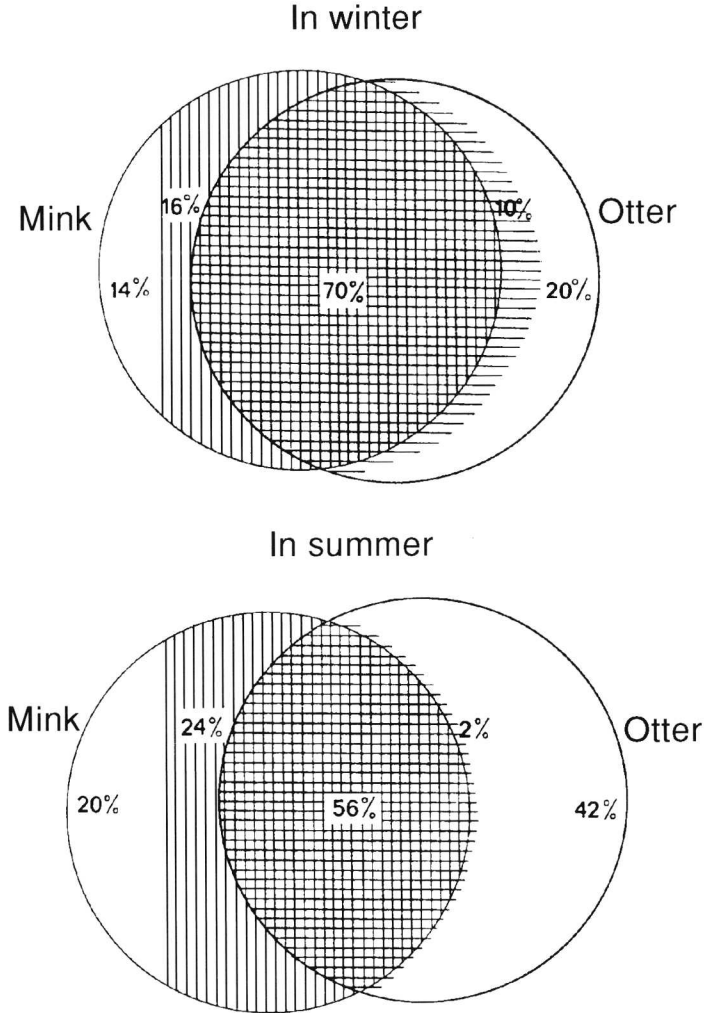 In winter
16%
10%
Mink
Otter
14%
70%
20%
In summer
Mink
24%
2%
Otter
20%
56%
42%